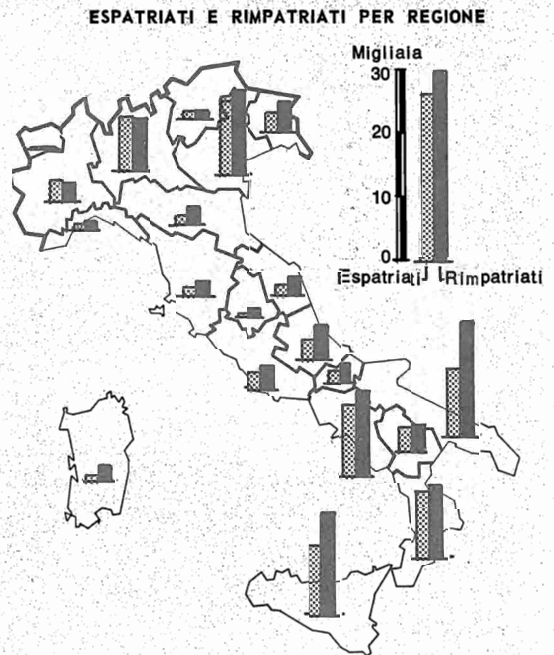 ESPATRIATI E RIMPATRIATI PER REGIONE
Migliaia
30
20
10
0
Espatriati Rimpatriati